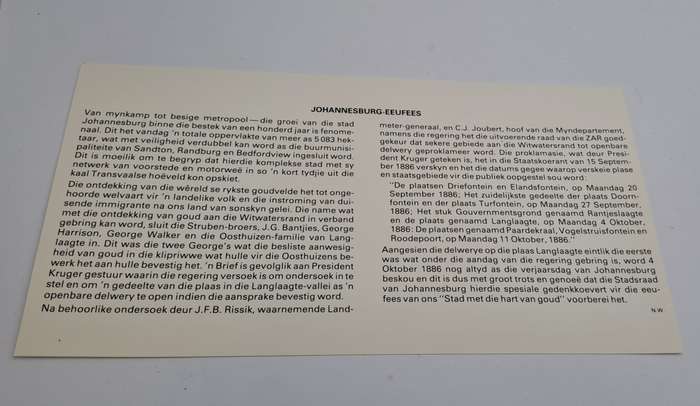 JOHANNESBURG-EEUFEES
Van mynkamp tot besige metropool—die groei van die stad
Johannesburg binne die bestek van een honderd jaar is fenome-
naal. Dit het vandag 'n totale oppervlakte van meer as 5 083 hek-
taar, wat met veiligheid verdubbel kan word as die buurmunisi-
paliteite van Sandton, Randburg en Bedfordview ingesluit word.
Dit is moeilik om te begryp dat hierdie komplekse stad met sy
netwerk van voorstede en motorweë in so 'n kort tydjie uit die
kaal Transvaalse hoëveld kon opskiet.
Die ontdekking van die wêreld se rykste goudvelde het tot onge-
hoorde welvaart vir 'n landelike volk en die instroming van dui-
sende immigrante na ons land van sonskyn gelei. Die name wat
met die ontdekking van goud aan die Witwatersrand in verband
gebring kan word, sluit die Struben-broers, J.G. Bantjies, George
Harrison, George Walker en die Oosthuizen-familie van Lang-
laagte in. Dit was die twee George's wat die besliste aanwesig-
heid van goud in die klipriwwe wat hulle vir die Oosthuizens be-
werk het aan hulle bevestig het. 'n Brief is gevolglik aan President
Kruger gestuur waarin die regering versoek is om ondersoek in te
stel en om 'n gedeelte van die plaas in die Langlaagte-vallei as 'n
openbare delwery te open indien die aansprake bevestig word.
Na behoorlike ondersoek deur J.F.B. Rissik, waarnemende Land-
meter-generaal, en C.J. Joubert, hoof van die Myndepartement,
namens die regering het die uitvoerende raad van die ZAR goed-
gekeur dat sekere gebiede aan die Witwatersrand tot openbare
delwery proklameer word. Die proklamasie, wat deur Presi-
dent Kruger geteken is, het in die Staatskoerant van 15 Septem-
ber 1886 verskyn en het die datums gegee waarop verskeie plase
en staatsgebiede vir die publiek oopgestel sou word:
"De plaatsen Driefontein en Elandsfontein, op Maandag 20
September 1886; het zuidelijkste gedeelte der plaats Doorn-
fontein en der plaats Turfontein, op Maandag 27 September,
1886; Het stuk Gouvernmentsgrond genaamd Rantjeslaagte
en de plaats genaamd Langlaagte, op Maandag 4 Oktober,
1886: De plaatsen genaamd Paardekraal, Vogelstruisfontein en
Roodepoort, op Maandag 11 Oktober, 1886."
Aangesien die delwerye op die plaas Langlaagte eintlik die eerste
was wat onder die aandag van die regering gebring is, word 4
Oktober 1886 nog altyd as die verjaarsdag van Johannesburg
beskou en dit is dus met groot trots en genoeë dat die Stadsraad
van Johannesburg hierdie spesiale gedenkkoevert vir die eeu-
fees van ons "Stad met die hart van goud" voorberei het.
N.W.